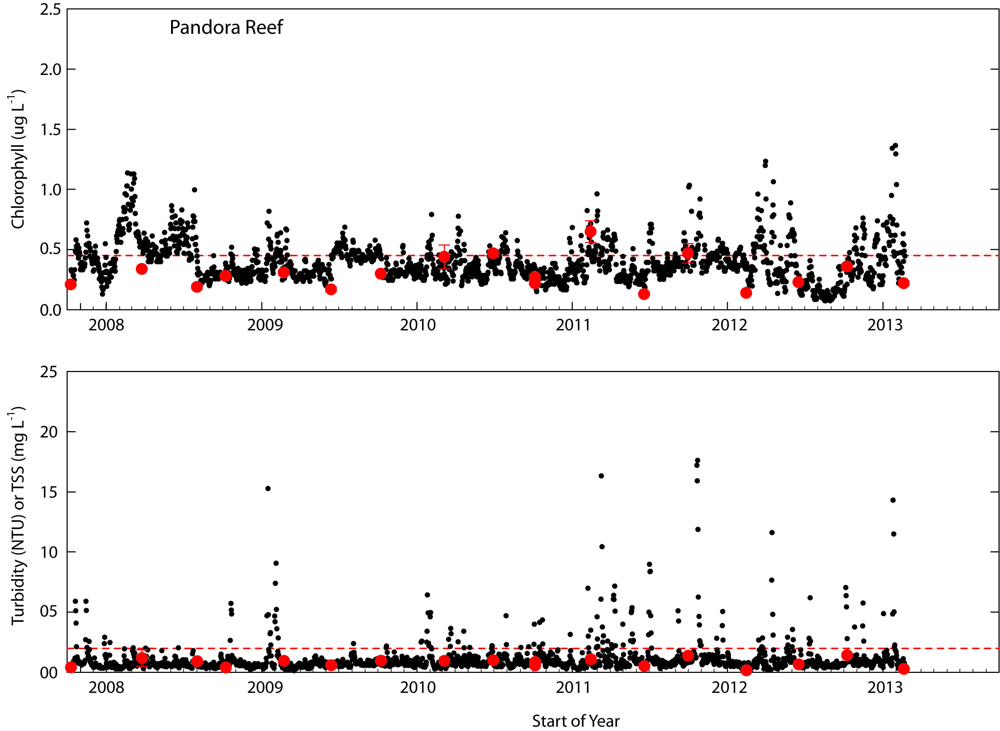 Pandora Reef
Chlorophyll (ug L-1)
2.5
2.0
1.5
1.0
0.5
0.0
2008 2009 2010 2011 2012 2013
Turbidity (NTU) or TSS (mg L-1)
25
20
15
10
05
00
2008 2009 2010 2011 2012 2013
Start of Year